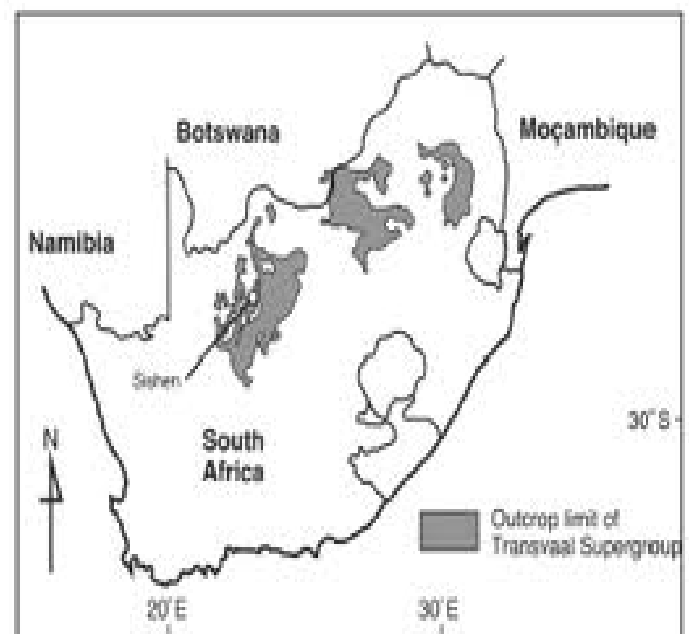 Botswana
Moçambique
Namibia
Sishen
30°S
N
South
Africa
Outcrop limit of
Transvaal Supergroup
20°E
30°E